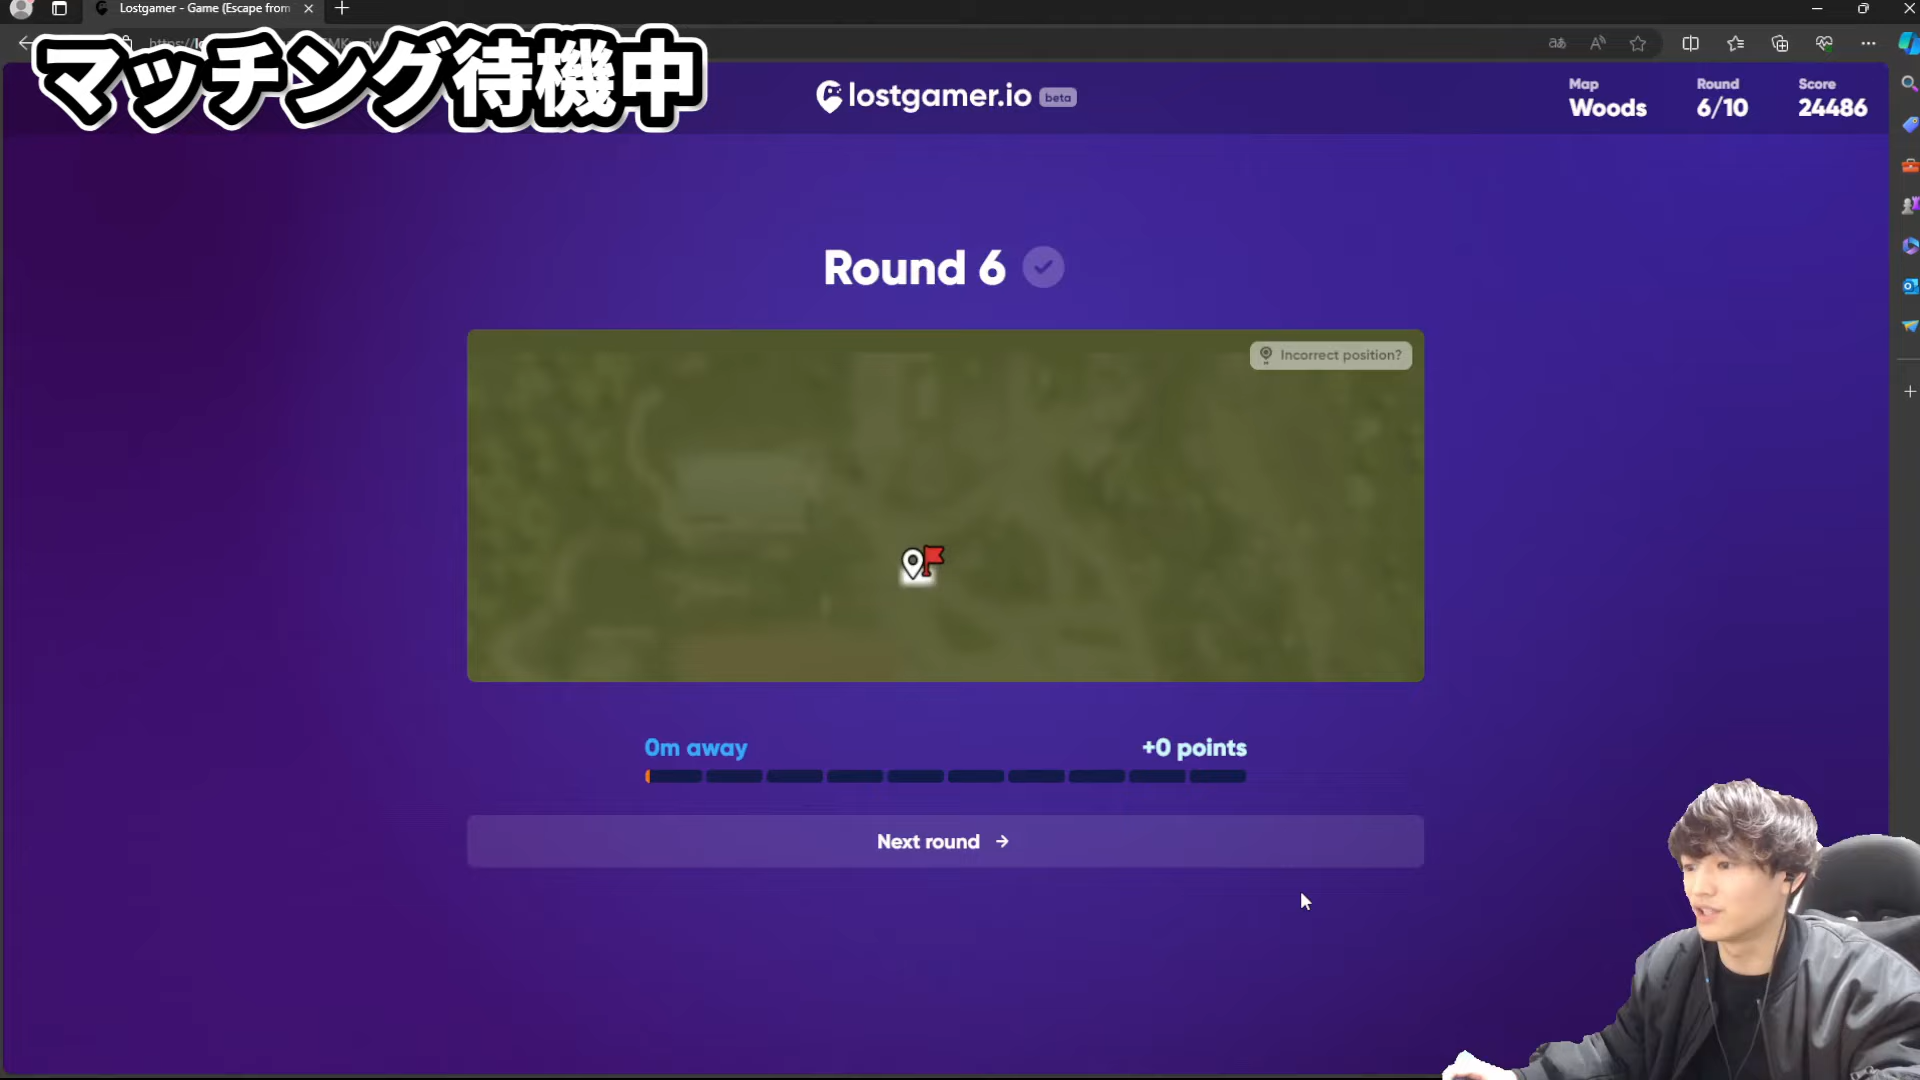 Lostgamer - Game (Escape from
マッチング待機中
lostgamer.io beta
Map
Woods
Round
6/10
Score
24486
Round 6
Incorrect position?
0m away
+0 points
Next round